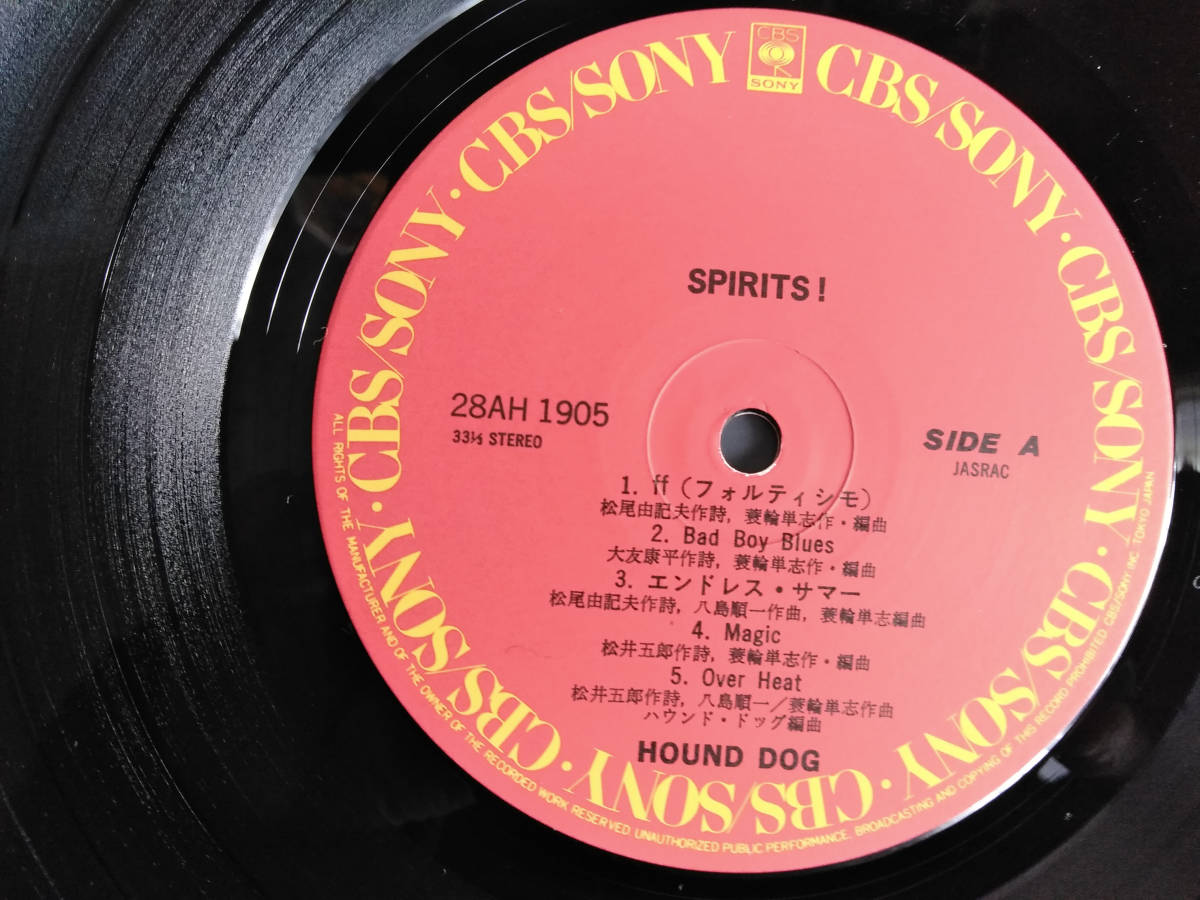 CBS/SONY · CBS/SONY · CBS/SONY · CBS/SONY · CBS/SONY · CBS/SONY · CBS/SONY · CBS/SONY
CBS
SONY
SPIRITS!
28AH 1905
33⅓ STEREO
SIDE A
JASRAC
1. ff (フォルティシモ)
松尾由記夫作詩, 蓑輪単志作・編曲
2. Bad Boy Blues
大友康平作詩, 蓑輪単志作・編曲
3. エンドレス・サマー
松尾由記夫作詩, 八島順一作曲, 蓑輪単志編曲
4. Magic
松井五郎作詩, 蓑輪単志作・編曲
5. Over Heat
松井五郎作詩, 八島順一/蓑輪単志作曲
ハウンド・ドッグ編曲
HOUND DOG
ALL RIGHTS OF THE MANUFACTURER AND OF THE OWNER OF THE RECORDED WORK RESERVED. UNAUTHORIZED PUBLIC PERFORMANCE, BROADCASTING AND COPYING OF THIS RECORD PROHIBITED CBS/SONY INC. TOKYO JAPAN